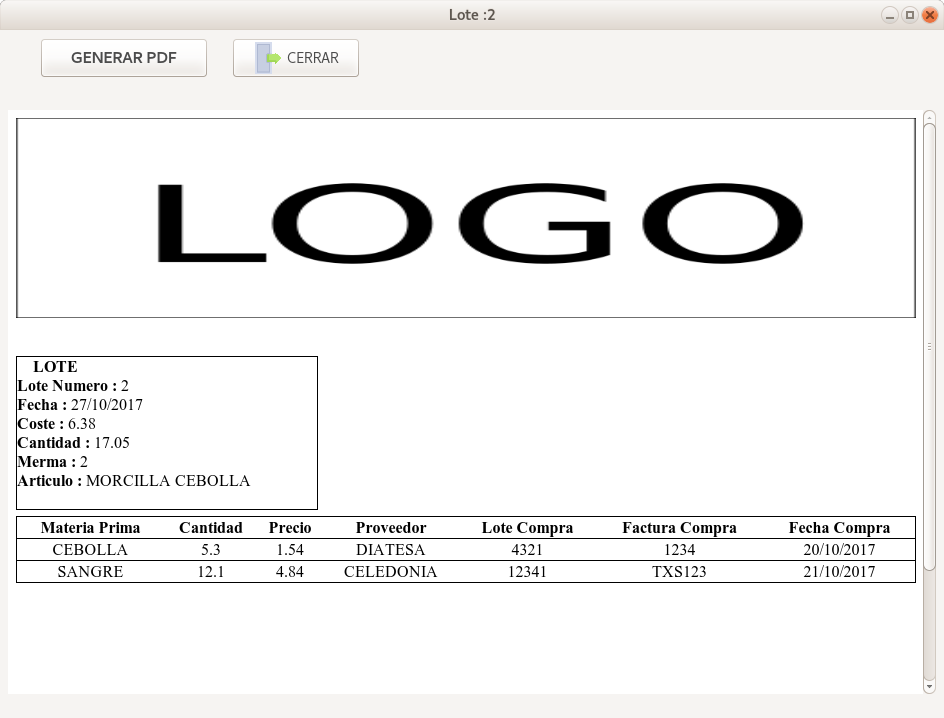 Lote :2
GENERAR PDF CERRAR
LOGO
LOTE
Lote Numero : 2
Fecha : 27/10/2017
Coste : 6.38
Cantidad : 17.05
Merma : 2
Articulo : MORCILLA CEBOLLA
Materia Prima Cantidad Precio Proveedor Lote Compra Factura Compra Fecha Compra
CEBOLLA 5.3 1.54 DIATESA 4321 1234 20/10/2017
SANGRE 12.1 4.84 CELEDONIA 12341 TXS123 21/10/2017